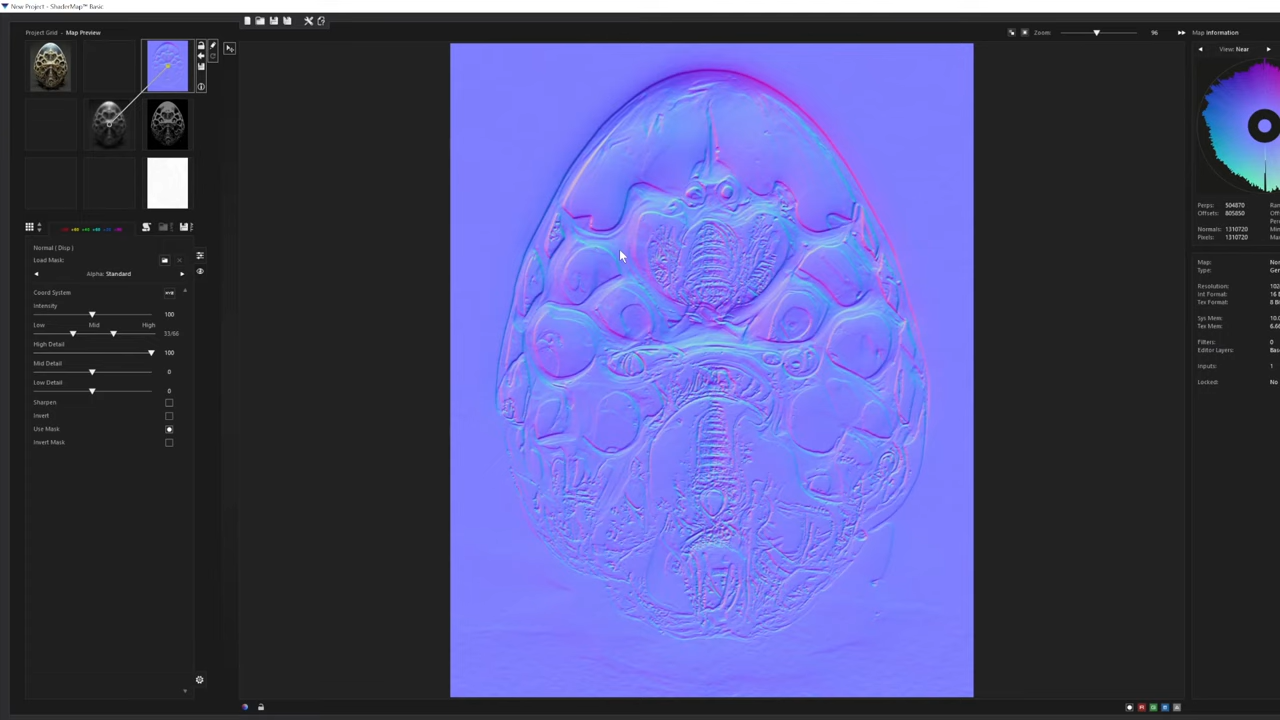 New Project - ShaderMap™ Basic
Project Grid - Map Preview
Zoom:
96
Map Information
View: Near
Normal ( Disp )
Load Mask:
Alpha: Standard
Coord System
Intensity
100
Low
Mid
High
33/66
High Detail
100
Mid Detail
0
Low Detail
0
Sharpen
Invert
Use Mask
Invert Mask
Perps: 504870
Offsets: 805850
Normals: 1310720
Pixels: 1310720
Map:
Type:
Resolution:
Int Format:
Tex Format:
Sys Mem:
Tex Mem:
Filters: 0
Editor Layers:
Inputs: 1
Locked: No